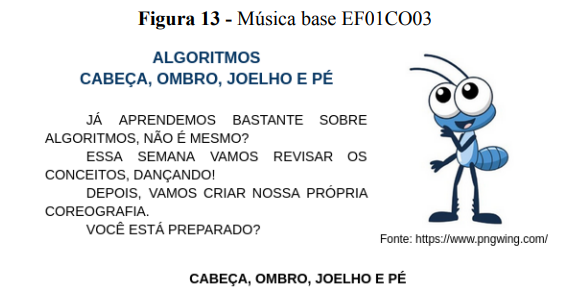 Figura 13 - Música base EF01CO03
ALGORITMOS
CABEÇA, OMBRO, JOELHO E PÉ
JÁ APRENDEMOS BASTANTE SOBRE
ALGORITMOS, NÃO É MESMO?
ESSA SEMANA VAMOS REVISAR OS
CONCEITOS, DANÇANDO!
DEPOIS, VAMOS CRIAR NOSSA PRÓPRIA
COREOGRAFIA.
VOCÊ ESTÁ PREPARADO?
Fonte: https://www.pngwing.com/
CABEÇA, OMBRO, JOELHO E PÉ